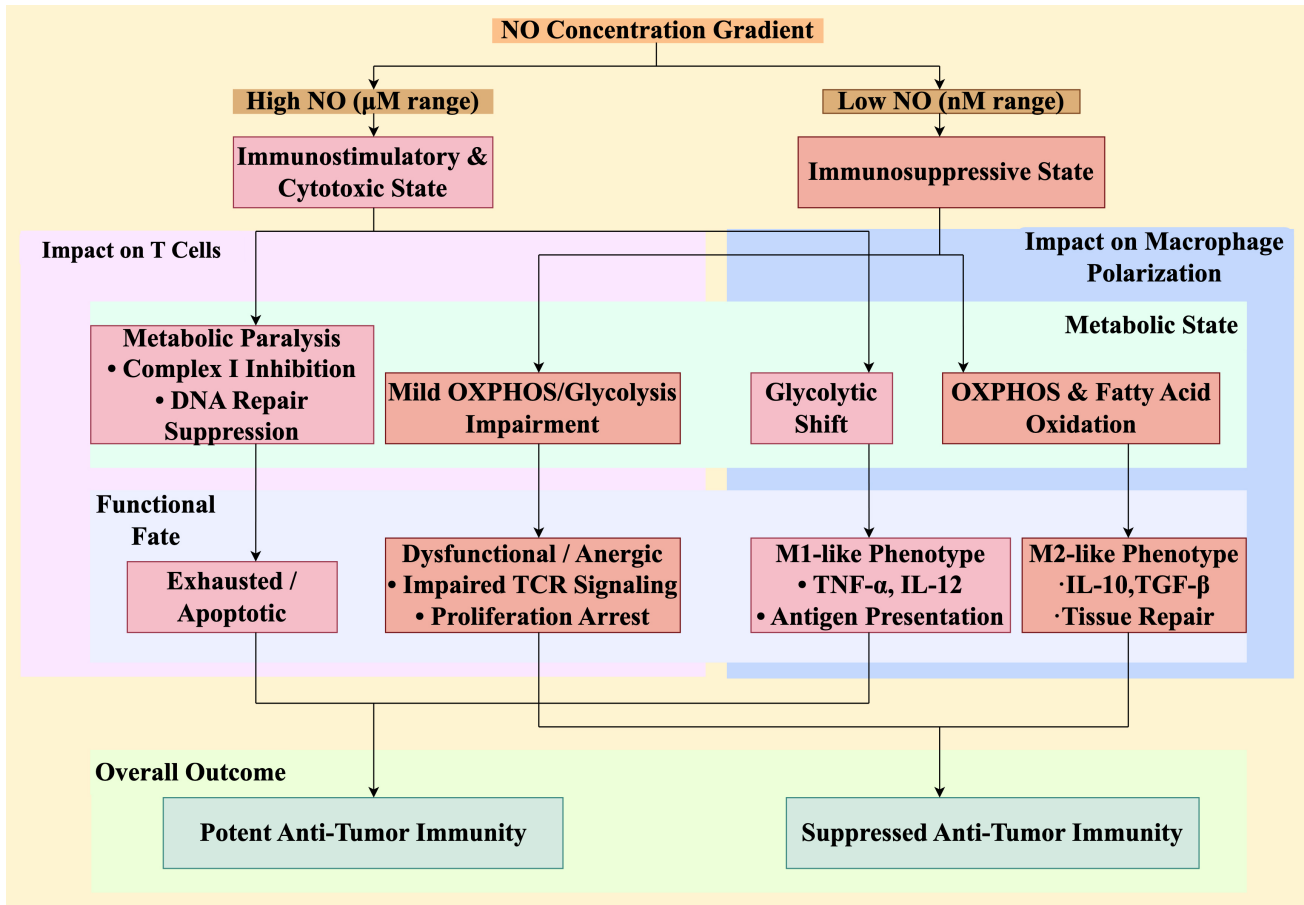 NO Concentration Gradient
High NO (μM range)
Low NO (nM range)
Immunostimulatory &
Cytotoxic State
Immunosuppressive State
Impact on T Cells
Impact on Macrophage
Polarization
Metabolic State
Metabolic Paralysis
• Complex I Inhibition
• DNA Repair
Suppression
Mild OXPHOS/Glycolysis
Impairment
Glycolytic
Shift
OXPHOS & Fatty Acid
Oxidation
Functional
Fate
Exhausted /
Apoptotic
Dysfunctional / Anergic
• Impaired TCR Signaling
• Proliferation Arrest
M1-like Phenotype
• TNF-α, IL-12
• Antigen Presentation
M2-like Phenotype
·IL-10,TGF-β
·Tissue Repair
Overall Outcome
Potent Anti-Tumor Immunity
Suppressed Anti-Tumor Immunity